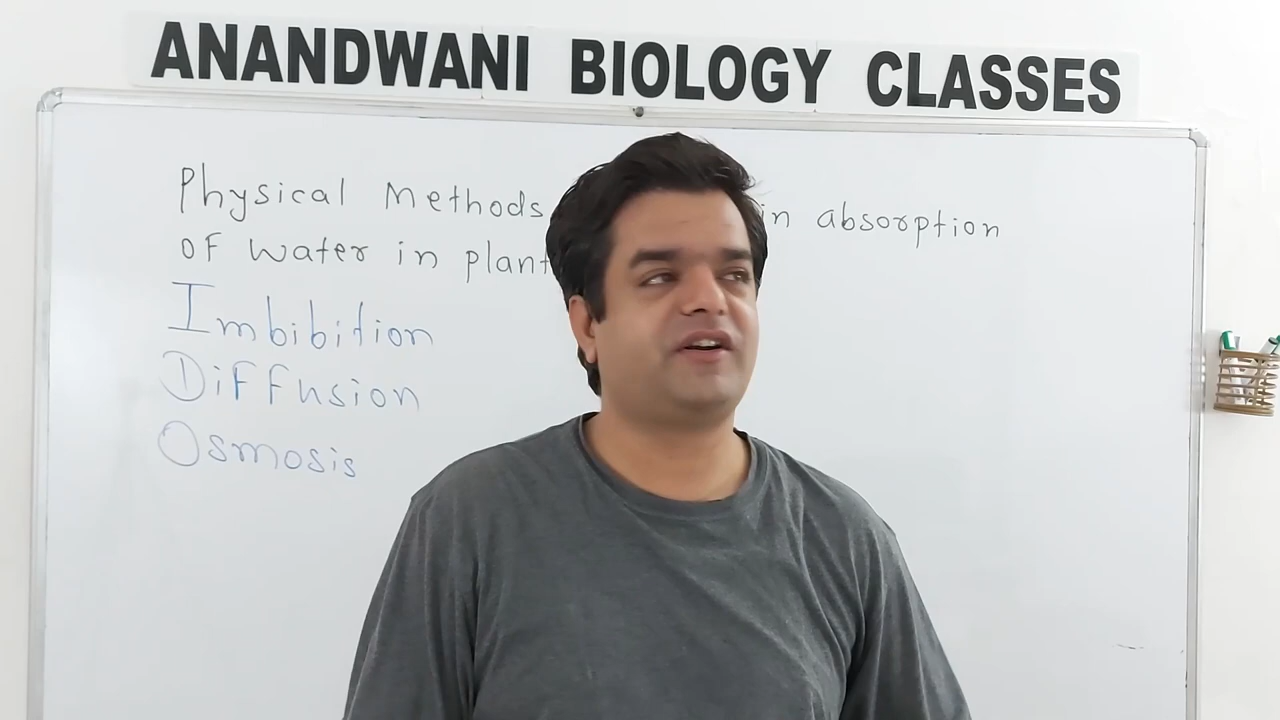 ANANDWANI BIOLOGY CLASSES
Physical Methods in absorption
of water in plant
Imbibition
Diffusion
Osmosis